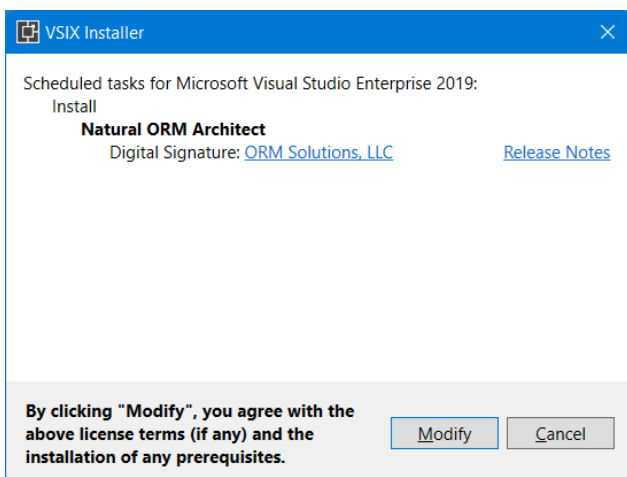 VSIX Installer
Scheduled tasks for Microsoft Visual Studio Enterprise 2019:
Install
Natural ORM Architect
Digital Signature: ORM Solutions, LLC Release Notes
By clicking "Modify", you agree with the
above license terms (if any) and the
installation of any prerequisites.
Modify Cancel